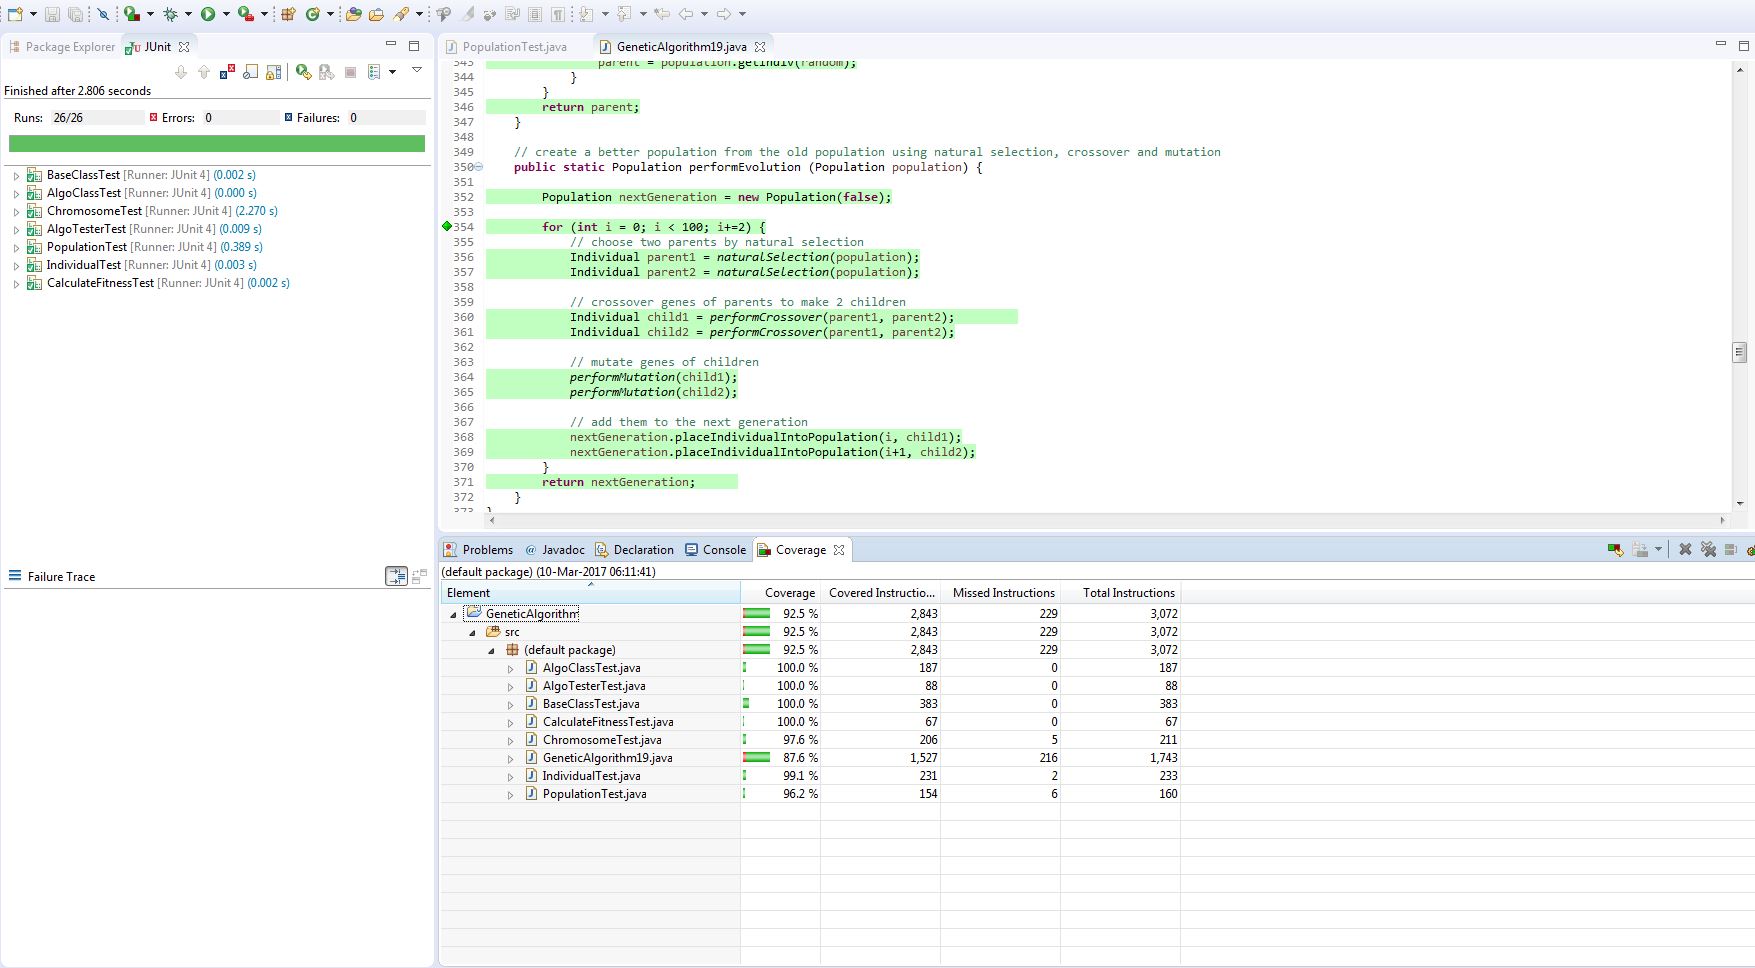 Package Explorer JUnit
Finished after 2.806 seconds
Runs: 26/26 Errors: 0 Failures: 0
BaseClassTest [Runner: JUnit 4] (0.002 s)
AlgoClassTest [Runner: JUnit 4] (0.000 s)
ChromosomeTest [Runner: JUnit 4] (2.270 s)
AlgoTesterTest [Runner: JUnit 4] (0.009 s)
PopulationTest [Runner: JUnit 4] (0.389 s)
IndividualTest [Runner: JUnit 4] (0.003 s)
CalculateFitnessTest [Runner: JUnit 4] (0.002 s)
Failure Trace
PopulationTest.java GeneticAlgorithm19.java
343 parent = population.getIndiv(random);
344 }
345 }
346 return parent;
347 }
348
349 // create a better population from the old population using natural selection, crossover and mutation
350 public static Population performEvolution (Population population) {
351
352 Population nextGeneration = new Population(false);
353
354 for (int i = 0; i < 100; i+=2) {
355 // choose two parents by natural selection
356 Individual parent1 = naturalSelection(population);
357 Individual parent2 = naturalSelection(population);
358
359 // crossover genes of parents to make 2 children
360 Individual child1 = performCrossover(parent1, parent2);
361 Individual child2 = performCrossover(parent1, parent2);
362
363 // mutate genes of children
364 performMutation(child1);
365 performMutation(child2);
366
367 // add them to the next generation
368 nextGeneration.placeIndividualIntoPopulation(i, child1);
369 nextGeneration.placeIndividualIntoPopulation(i+1, child2);
370 }
371 return nextGeneration;
372 }
373 }
Problems @ Javadoc Declaration Console Coverage
(default package) (10-Mar-2017 06:11:41)
Element Coverage Covered Instructio... Missed Instructions Total Instructions
GeneticAlgorithm 92.5 % 2,843 229 3,072
src 92.5 % 2,843 229 3,072
(default package) 92.5 % 2,843 229 3,072
AlgoClassTest.java 100.0 % 187 0 187
AlgoTesterTest.java 100.0 % 88 0 88
BaseClassTest.java 100.0 % 383 0 383
CalculateFitnessTest.java 100.0 % 67 0 67
ChromosomeTest.java 97.6 % 206 5 211
GeneticAlgorithm19.java 87.6 % 1,527 216 1,743
IndividualTest.java 99.1 % 231 2 233
PopulationTest.java 96.2 % 154 6 160